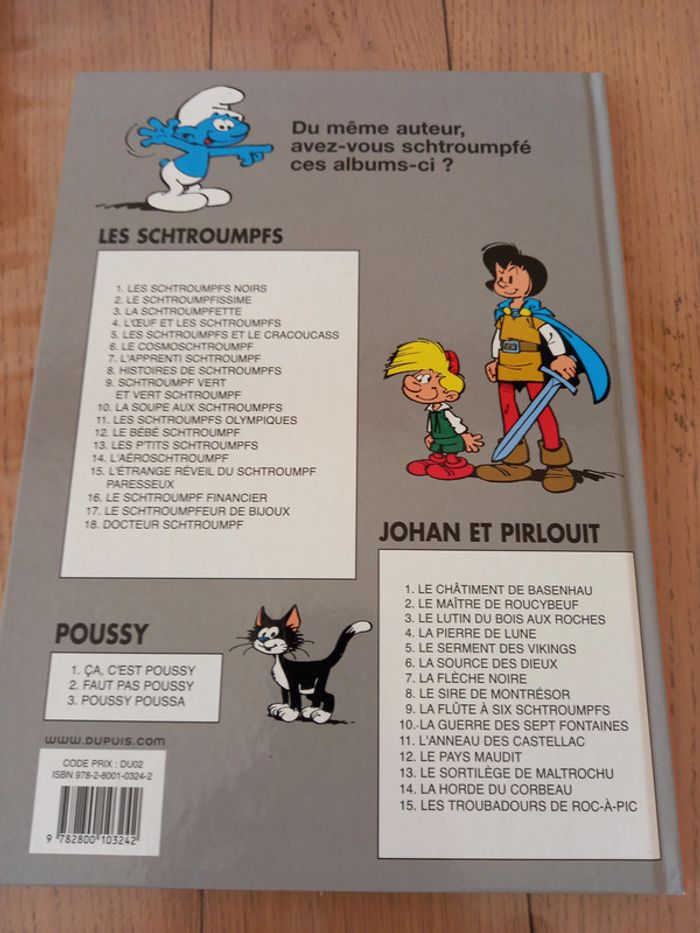 Du même auteur,
avez-vous schtroumpfé
ces albums-ci ?
LES SCHTROUMPFS
1. LES SCHTROUMPFS NOIRS
2. LE SCHTROUMPFISSIME
3. LA SCHTROUMPFETTE
4. L'ŒUF ET LES SCHTROUMPFS
5. LES SCHTROUMPFS ET LE CRACOUCASS
6. LE COSMOSCHTROUMPF
7. L'APPRENTI SCHTROUMPF
8. HISTOIRES DE SCHTROUMPFS
9. SCHTROUMPF VERT
ET VERT SCHTROUMPF
10. LA SOUPE AUX SCHTROUMPFS
11. LES SCHTROUMPFS OLYMPIQUES
12. LE BÉBÉ SCHTROUMPF
13. LES P'TITS SCHTROUMPFS
14. L'AÉROSCHTROUMPF
15. L'ÉTRANGE RÉVEIL DU SCHTROUMPF
PARESSEUX
16. LE SCHTROUMPF FINANCIER
17. LE SCHTROUMPFEUR DE BIJOUX
18. DOCTEUR SCHTROUMPF
JOHAN ET PIRLOUIT
1. LE CHÂTIMENT DE BASENHAU
2. LE MAÎTRE DE ROUCYBEUF
3. LE LUTIN DU BOIS AUX ROCHES
4. LA PIERRE DE LUNE
5. LE SERMENT DES VIKINGS
6. LA SOURCE DES DIEUX
7. LA FLÈCHE NOIRE
8. LE SIRE DE MONTRÉSOR
9. LA FLÛTE À SIX SCHTROUMPFS
10.-LA GUERRE DES SEPT FONTAINES
11. L'ANNEAU DES CASTELLAC
12. LE PAYS MAUDIT
13. LE SORTILÈGE DE MALTROCHU
14. LA HORDE DU CORBEAU
15. LES TROUBADOURS DE ROC-À-PIC
POUSSY
1. ÇA, C'EST POUSSY
2. FAUT PAS POUSSY
3. POUSSY POUSSA
WWW.DUPUIS.COM
CODE PRIX : DU02
ISBN 978-2-8001-0324-2
9 782800 103242